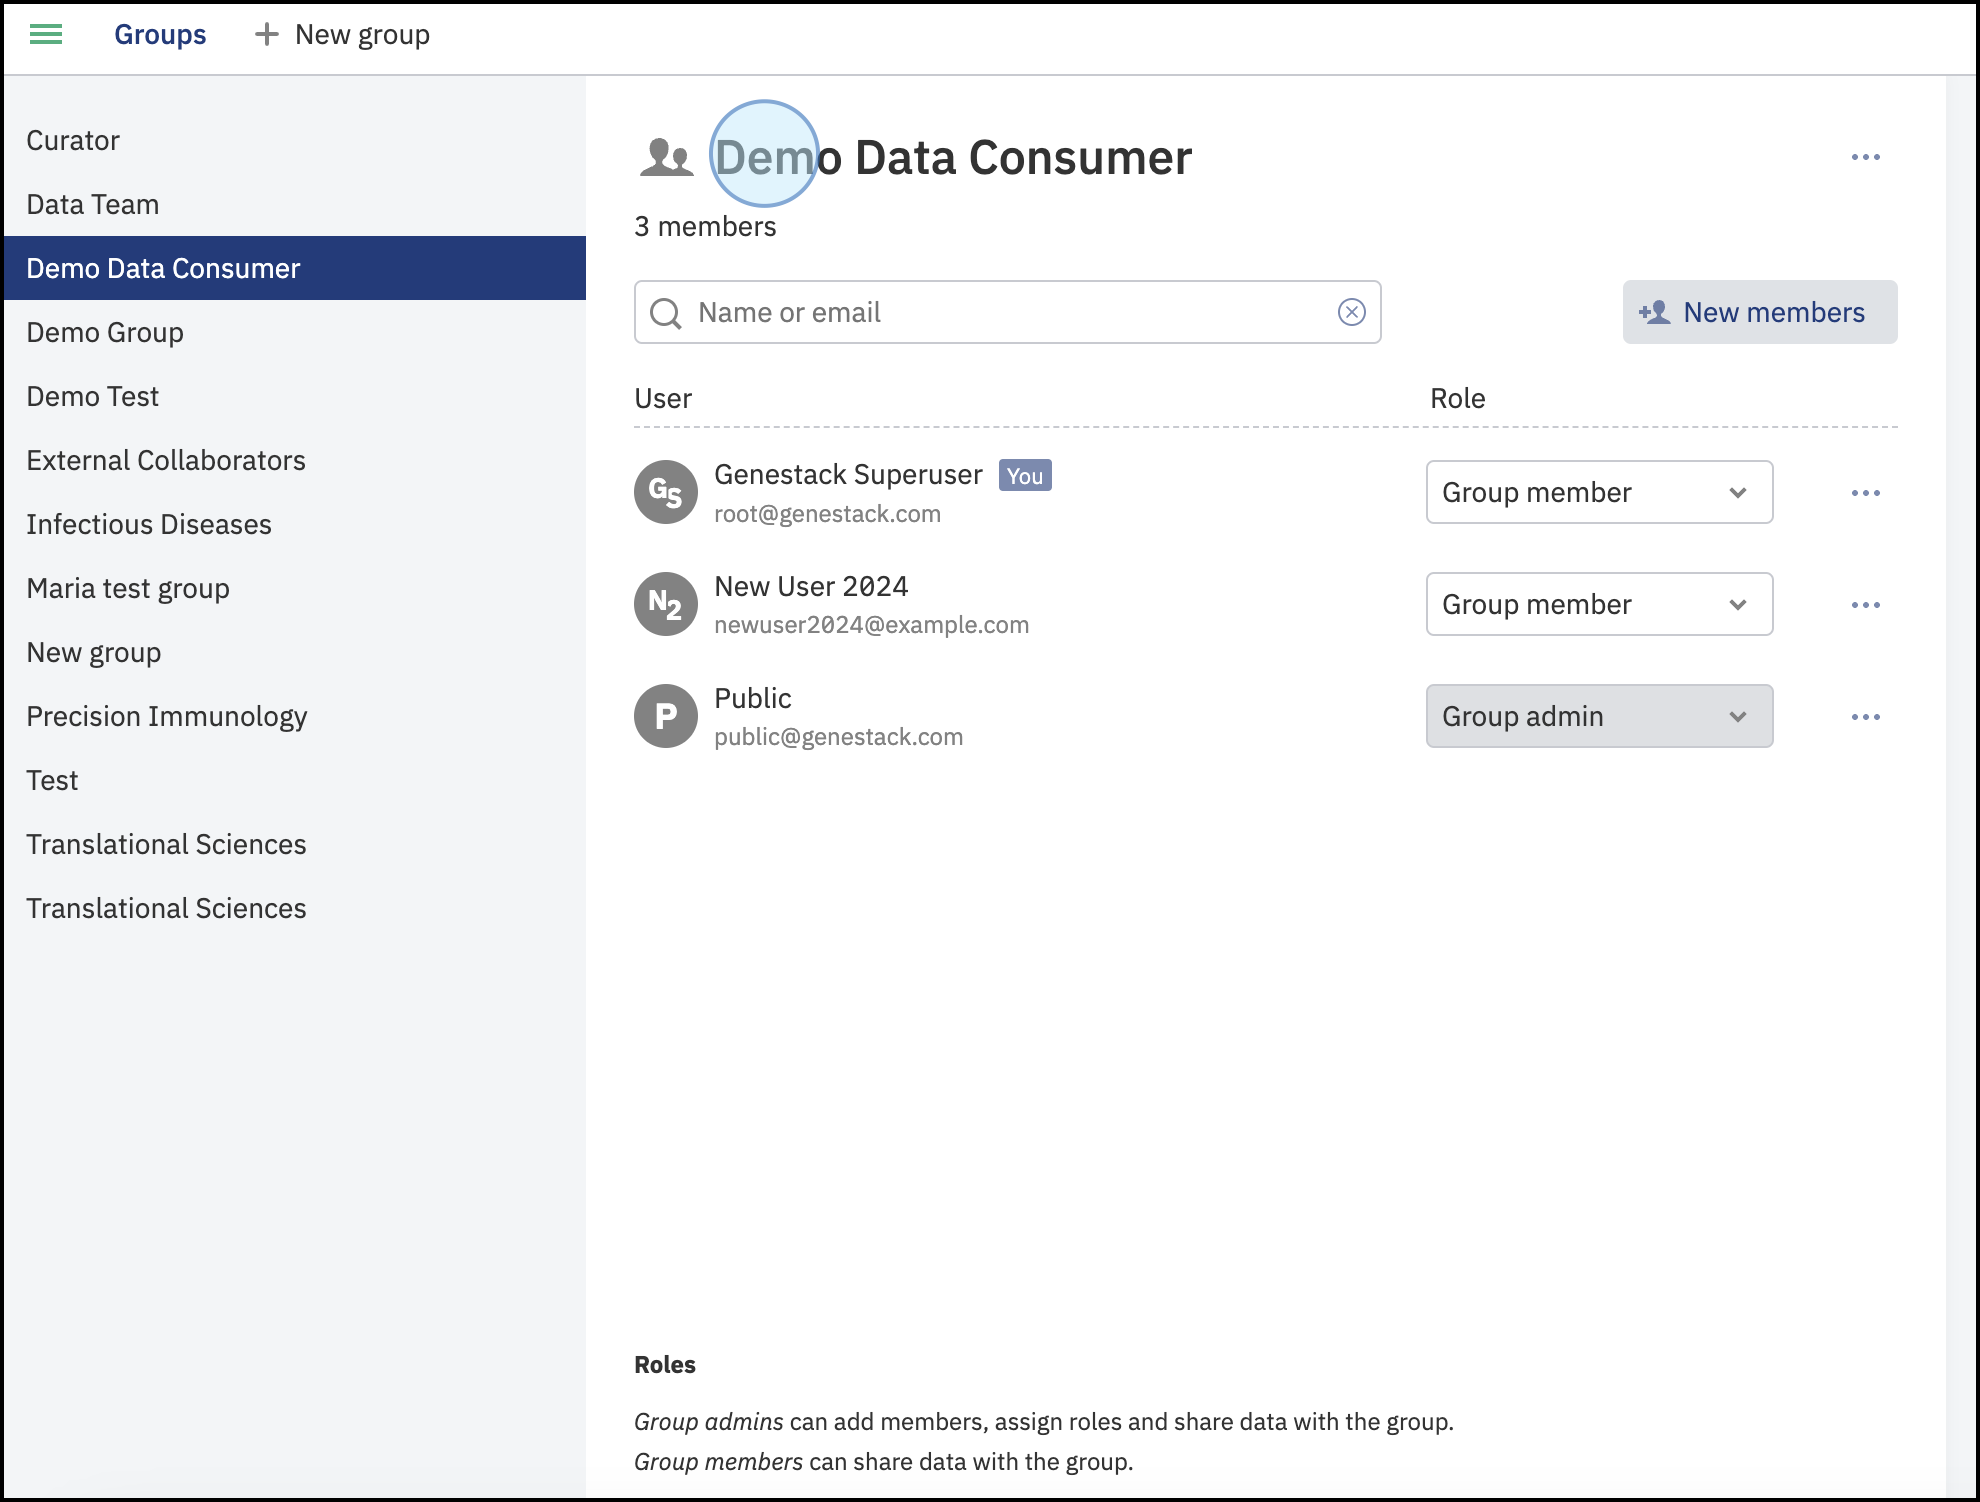 Groups
New group
Curator
Data Team
Demo Data Consumer
Demo Group
Demo Test
External Collaborators
Infectious Diseases
Maria test group
New group
Precision Immunology
Test
Translational Sciences
Translational Sciences
Demo Data Consumer
3 members
Name or email
New members
User Role
GS Genestack Superuser You Group member
root@genestack.com
N2 New User 2024 Group member
newuser2024@example.com
P Public Group admin
public@genestack.com
Roles
Group admins can add members, assign roles and share data with the group.
Group members can share data with the group.